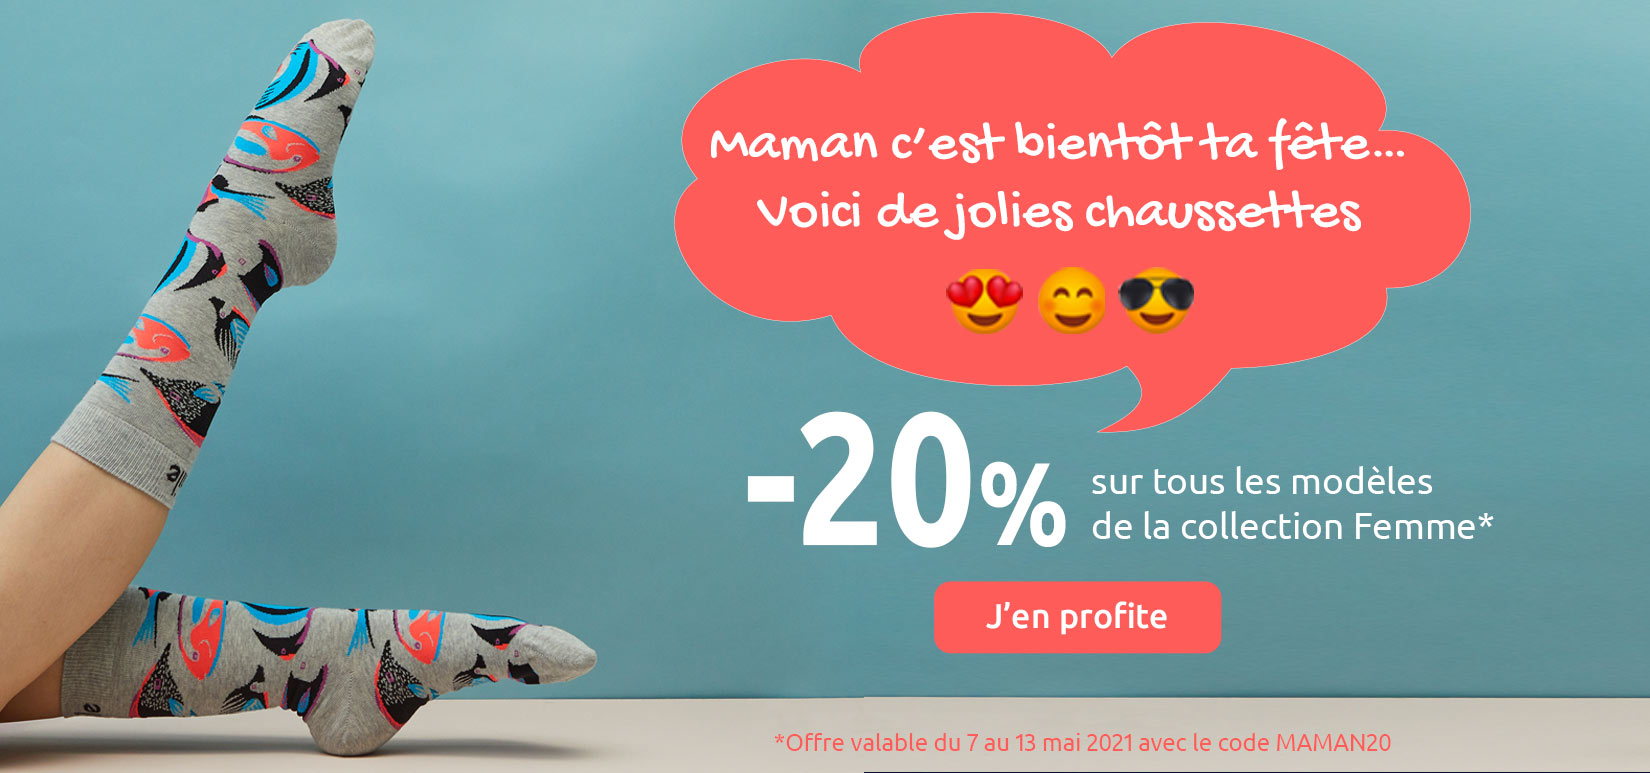 Maman c'est bientôt ta fête...
Voici de jolies chaussettes
-20% sur tous les modèles
de la collection Femme*
J'en profite
*Offre valable du 7 au 13 mai 2021 avec le code MAMAN20